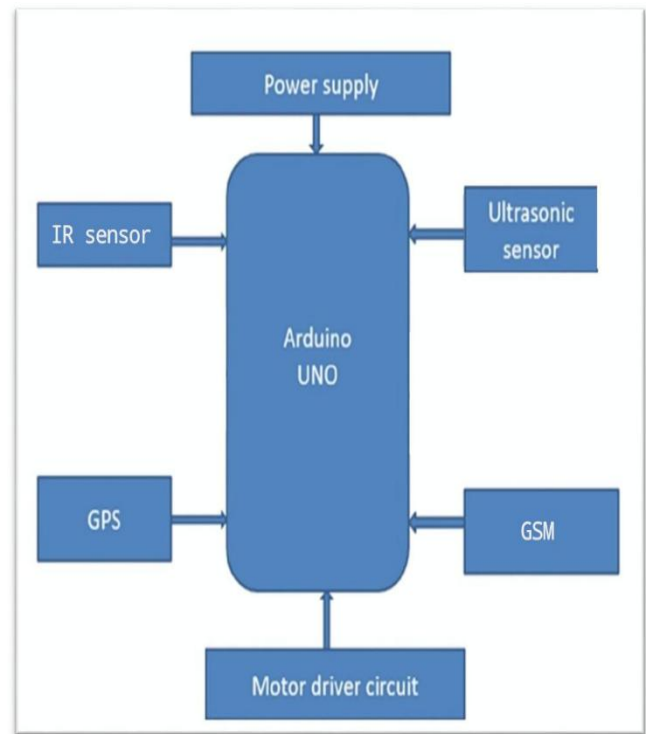 Power supply
IR sensor
Ultrasonic
sensor
Arduino
UNO
GPS
GSM
Motor driver circuit